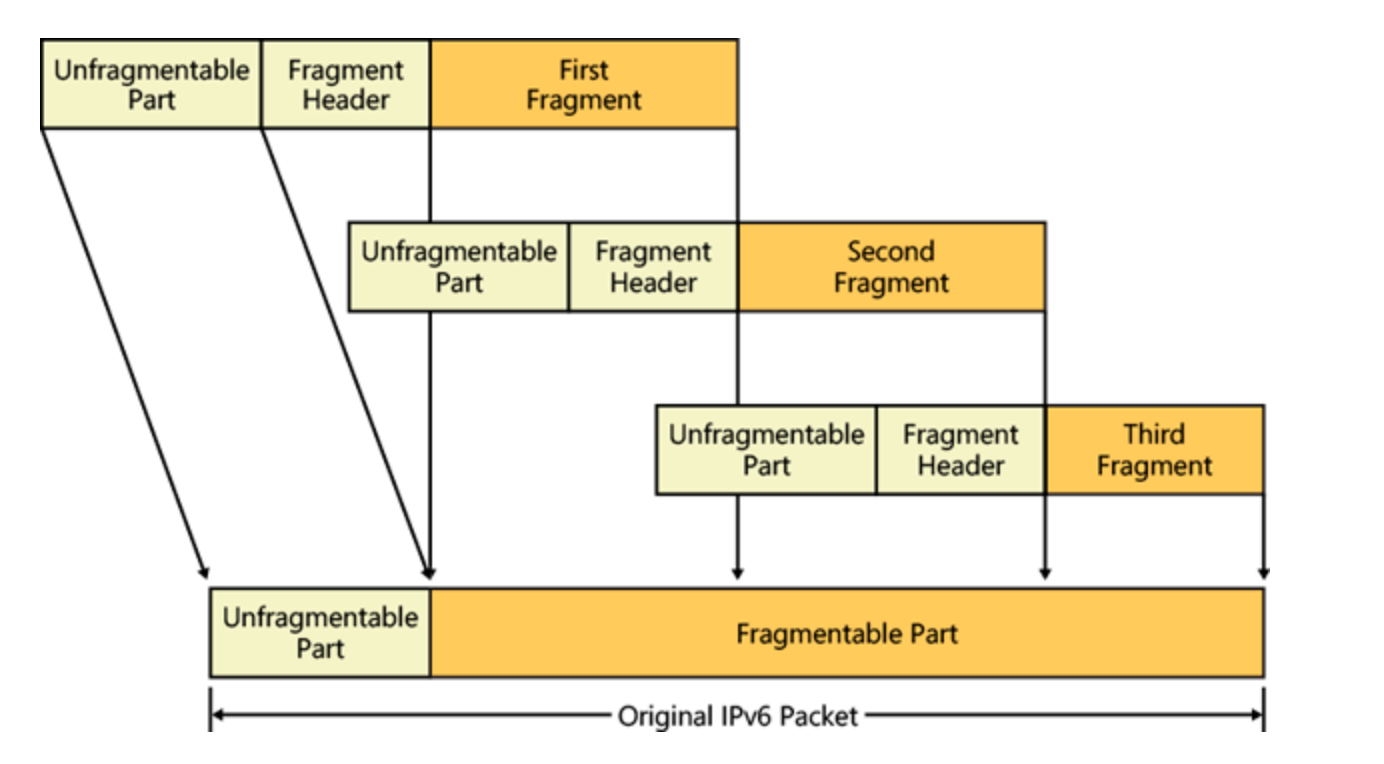 Unfragmentable
Part
Fragment
Header
First
Fragment
Unfragmentable
Part
Fragment
Header
Second
Fragment
Unfragmentable
Part
Fragment
Header
Third
Fragment
Unfragmentable
Part
Fragmentable Part
Original IPv6 Packet